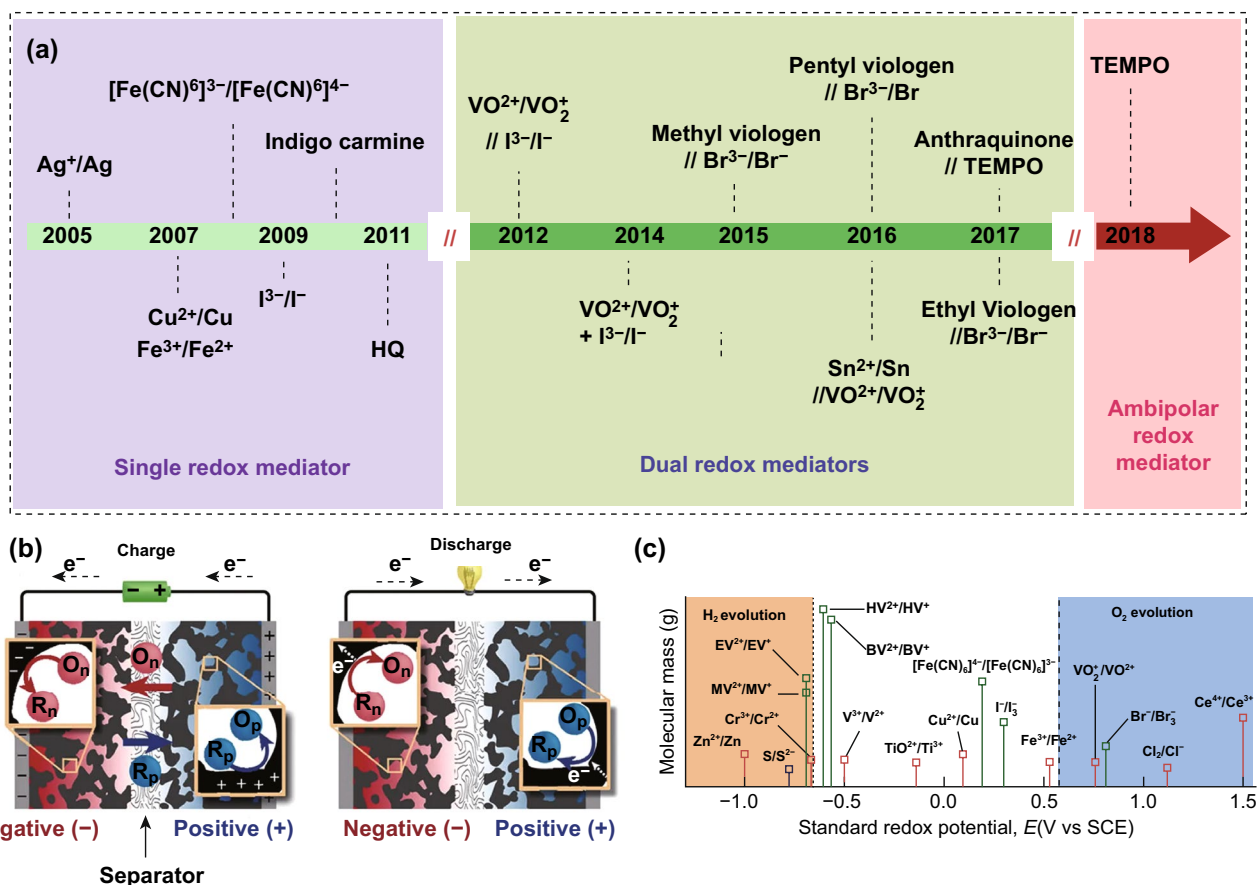 (a)
[Fe(CN)⁶]³⁻/[Fe(CN)⁶]⁴⁻
Indigo carmine
Ag⁺/Ag
VO²⁺/VO₂⁺
// I³⁻/I⁻
Methyl viologen
// Br³⁻/Br⁻
Pentyl viologen
// Br³⁻/Br
Anthraquinone
// TEMPO
TEMPO
2005 2007 2009 2011 // 2012 2014 2015 2016 2017 // 2018
Cu²⁺/Cu
Fe³⁺/Fe²⁺
I³⁻/I⁻
HQ
VO²⁺/VO₂⁺
+ I³⁻/I⁻
Sn²⁺/Sn
//VO²⁺/VO₂⁺
Ethyl Viologen
//Br³⁻/Br⁻
Single redox mediator
Dual redox mediators
Ambipolar
redox
mediator
(b)
Charge
e⁻ e⁻
− +
Oₙ
Rₙ
Oₙ
Oₚ
Rₚ
Rₚ
+ + + +
gative (−) Positive (+)
Separator
Discharge
e⁻ e⁻
e⁻
Oₙ
Rₙ
Oₚ
Rₚ
e⁻
Negative (−) Positive (+)
(c)
Molecular mass (g)
H₂ evolution
O₂ evolution
HV²⁺/HV⁺
BV²⁺/BV⁺
EV²⁺/EV⁺
MV²⁺/MV⁺
[Fe(CN)₆]⁴⁻/[Fe(CN)₆]³⁻
VO₂⁺/VO²⁺
Cr³⁺/Cr²⁺
V³⁺/V²⁺
Cu²⁺/Cu
I⁻/I₃⁻
Br⁻/Br₃⁻
Ce⁴⁺/Ce³⁺
Zn²⁺/Zn
S/S²⁻
TiO²⁺/Ti³⁺
Fe³⁺/Fe²⁺
Cl₂/Cl⁻
−1.0 −0.5 0.0 0.5 1.0 1.5
Standard redox potential, E(V vs SCE)